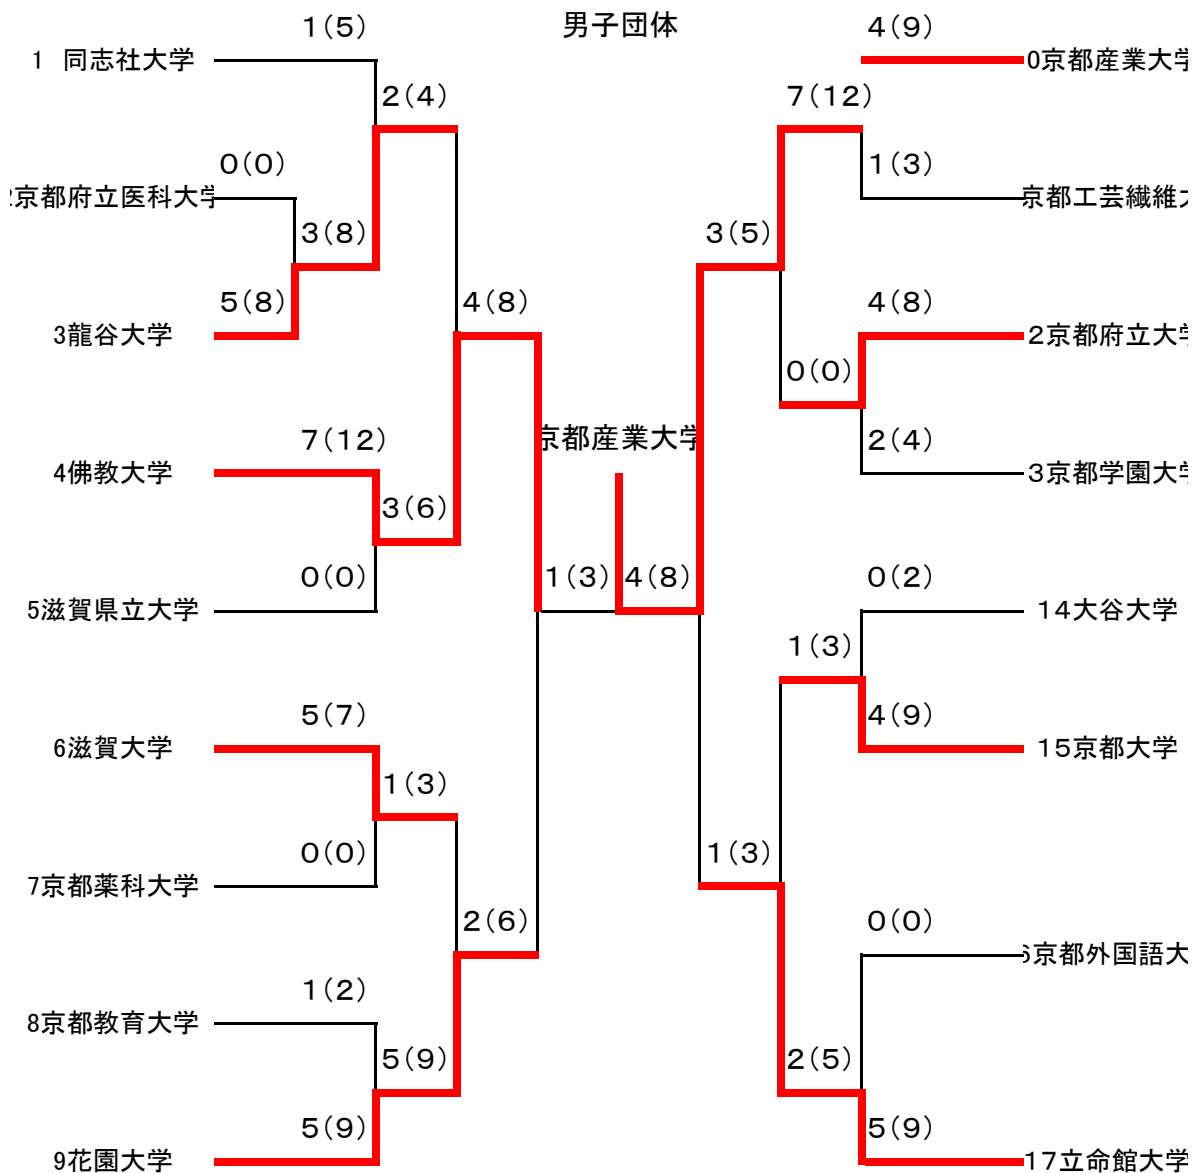 男子団体
1(5)
4(9)
1 同志社大学
0京都産業大学
2(4)
7(12)
0(0)
1(3)
京都府立医科大学
京都工芸繊維大
3(8)
3(5)
5(8)
4(8)
4(8)
3龍谷大学
2京都府立大学
0(0)
7(12)
京都産業大学
2(4)
4佛教大学
3京都学園大学
3(6)
0(0)
1(3)
4(8)
0(2)
5滋賀県立大学
14大谷大学
1(3)
5(7)
4(9)
6滋賀大学
15京都大学
1(3)
0(0)
1(3)
7京都薬科大学
2(6)
0(0)
京都外国語大
1(2)
8京都教育大学
5(9)
2(5)
5(9)
5(9)
9花園大学
17立命館大学